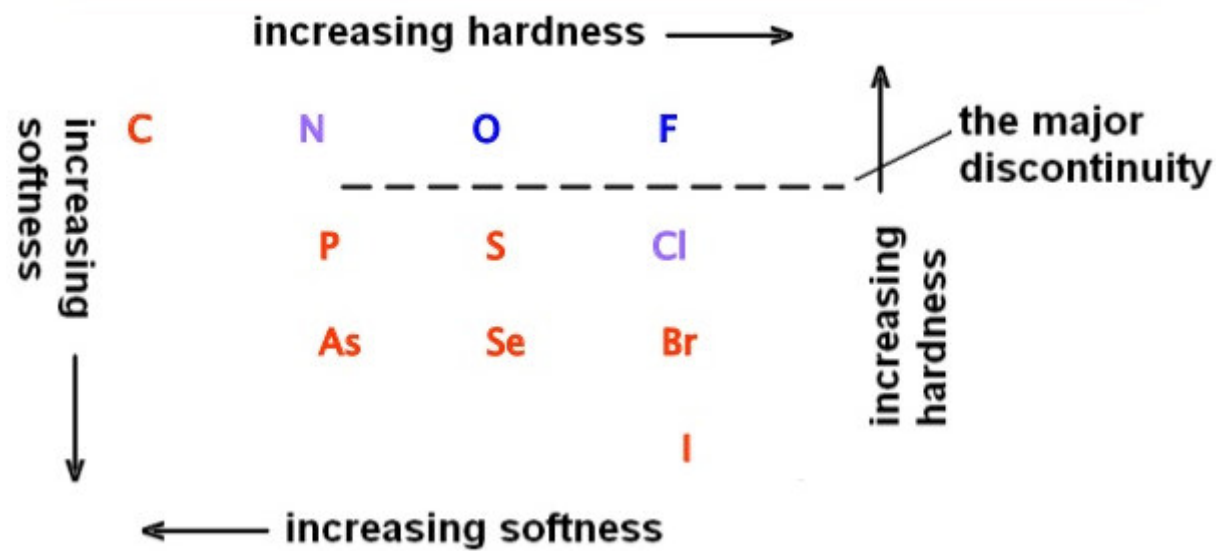 increasing hardness
increasing
softness
C N O F
the major
discontinuity
P S Cl
As Se Br
I
increasing
hardness
increasing softness